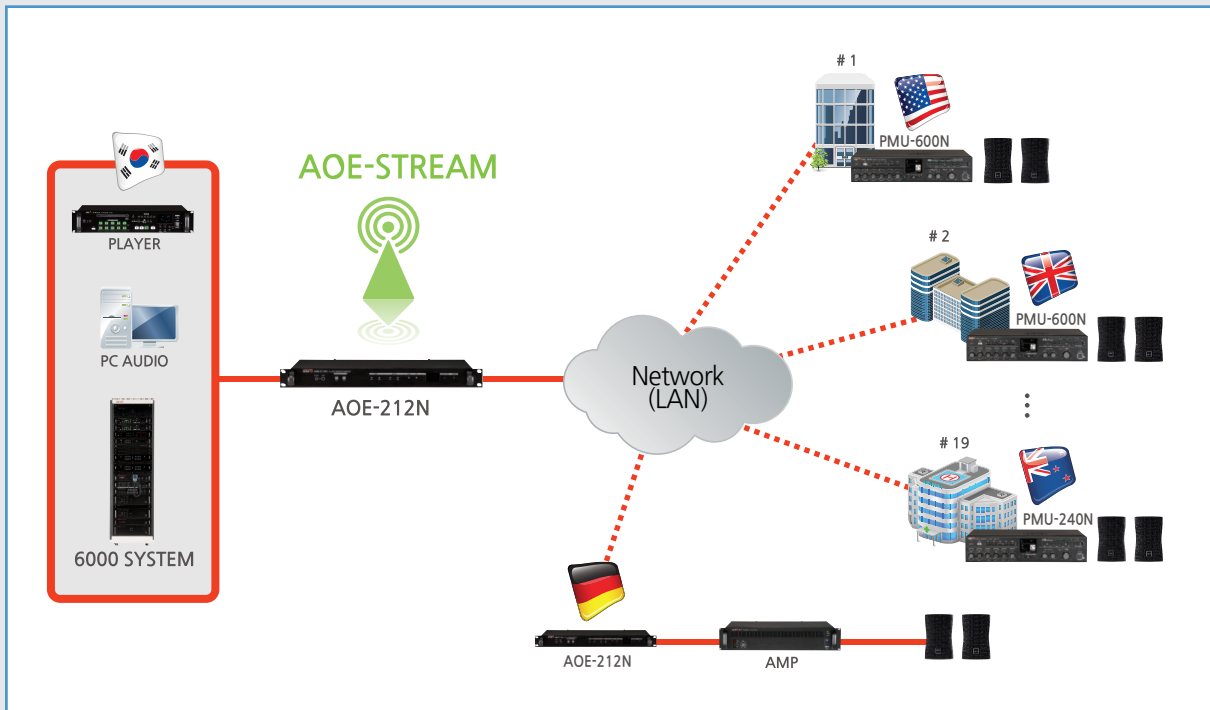 PLAYER
PC AUDIO
6000 SYSTEM
AOE-STREAM
AOE-212N
Network
(LAN)
# 1
PMU-600N
# 2
PMU-600N
# 19
PMU-240N
AOE-212N
AMP